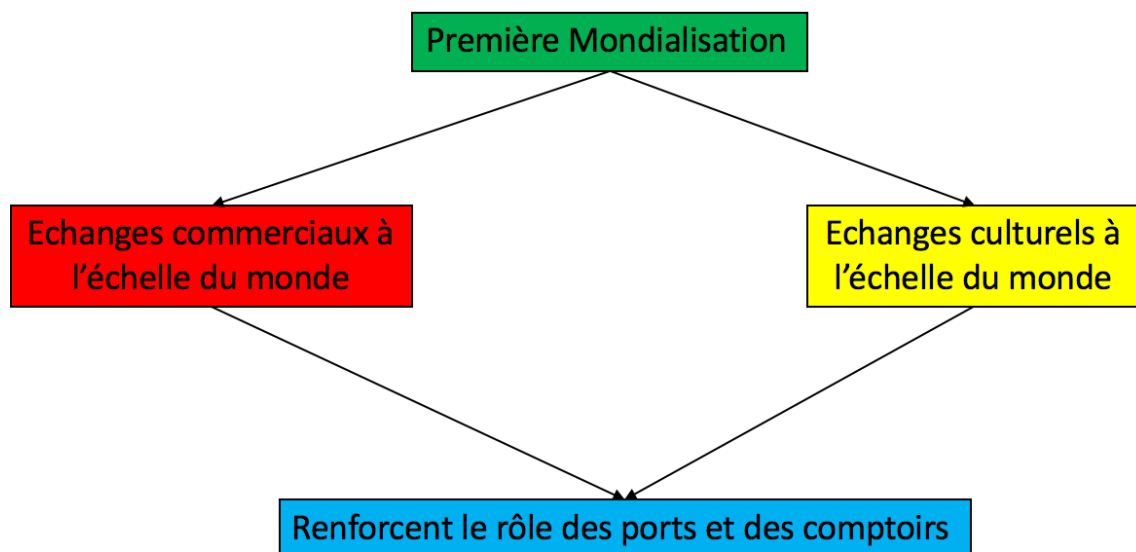 Première Mondialisation
Echanges commerciaux à
l’échelle du monde
Echanges culturels à
l’échelle du monde
Renforcent le rôle des ports et des comptoirs